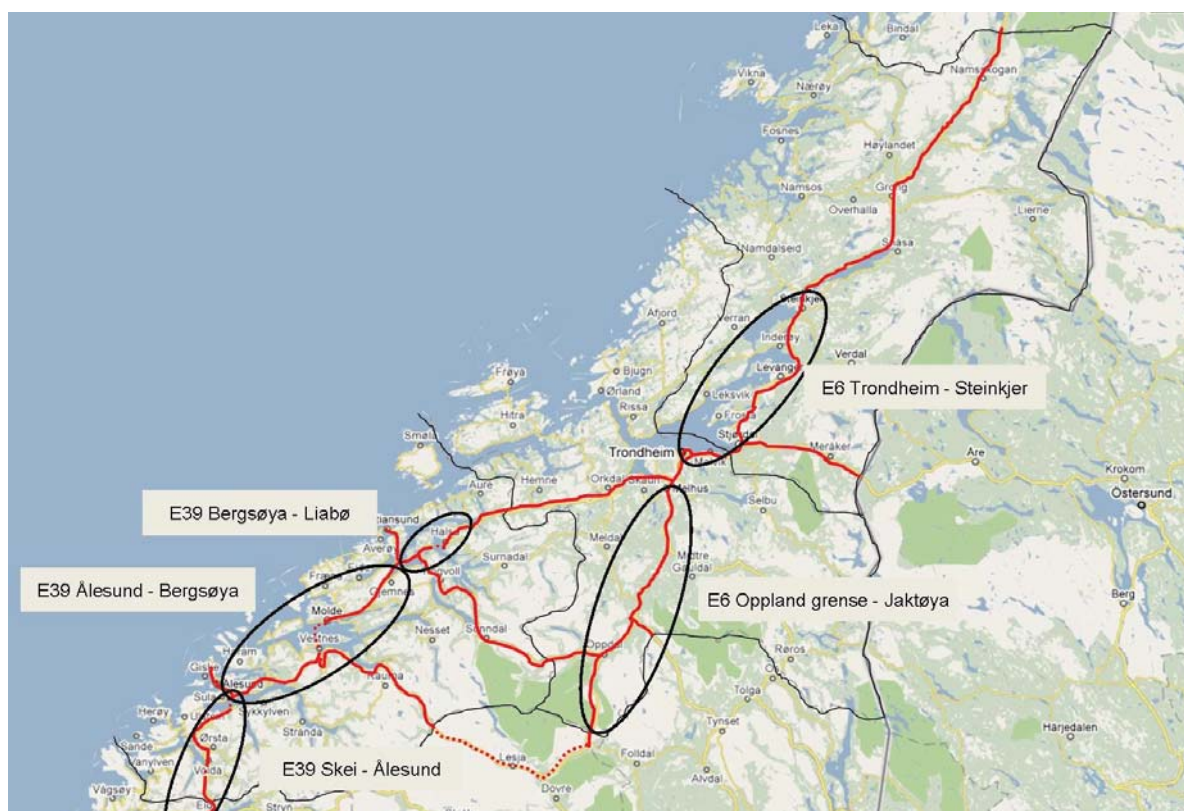 Leka
Bindal
Vikna
Nærøy
Namsskogan
Fosnes
Høylandet
Namsos
Grong
Overhalla
Lierne
Snåsa
Namdalseid
Steinkjer
Afjord
Verran
Inderøy
Verdal
Levanger
Frøya
Bjugn
Ørland
Leksvik
E6 Trondheim - Steinkjer
Hitra
Rissa
Frosta
Smøla
Stjørdal
Meråker
Trondheim
Malvik
Åre
Krokom
Orkdal
Skaun
Aure
Hemne
Melhus
Selbu
Östersund
E39 Bergsøya - Liabø
tiansund
Hals
Averøy
Meldal
Surnadal
Midtre
Gauldal
E39 Ålesund - Bergsøya
Gjemnes
E6 Oppland grense - Jaktøya
Berg
Molde
Nesset
Sunndal
Oppdal
Røros
Vestnes
Haram
Giske
Rauma
Tolga
Ålesund
Sula
Sykkylven
Herøy
Tynset
Härjedalen
Stranda
Sande
Ørsta
Folldal
Lesja
Vanylven
Volda
E39 Skei - Ålesund
Alvdal
Dovre
Vågsøy
Stryn